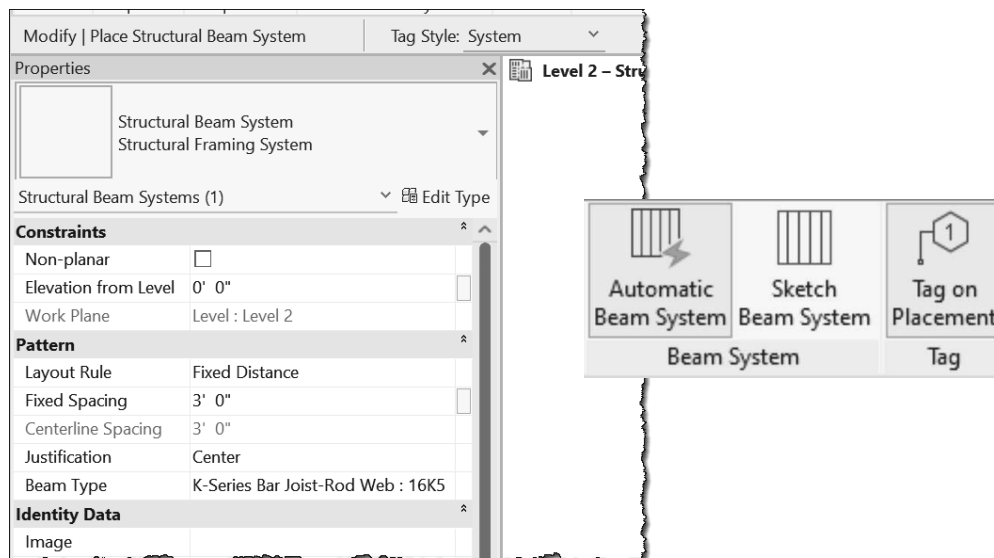 Modify | Place Structural Beam System Tag Style: System
Properties
Level 2 – Stru
Structural Beam System
Structural Framing System
Structural Beam Systems (1) Edit Type
Constraints
Non-planar
Elevation from Level 0' 0"
Work Plane Level : Level 2
Pattern
Layout Rule Fixed Distance
Fixed Spacing 3' 0"
Centerline Spacing 3' 0"
Justification Center
Beam Type K-Series Bar Joist-Rod Web : 16K5
Identity Data
Image
1
Automatic
Beam System
Sketch
Beam System
Tag on
Placement
Beam System
Tag